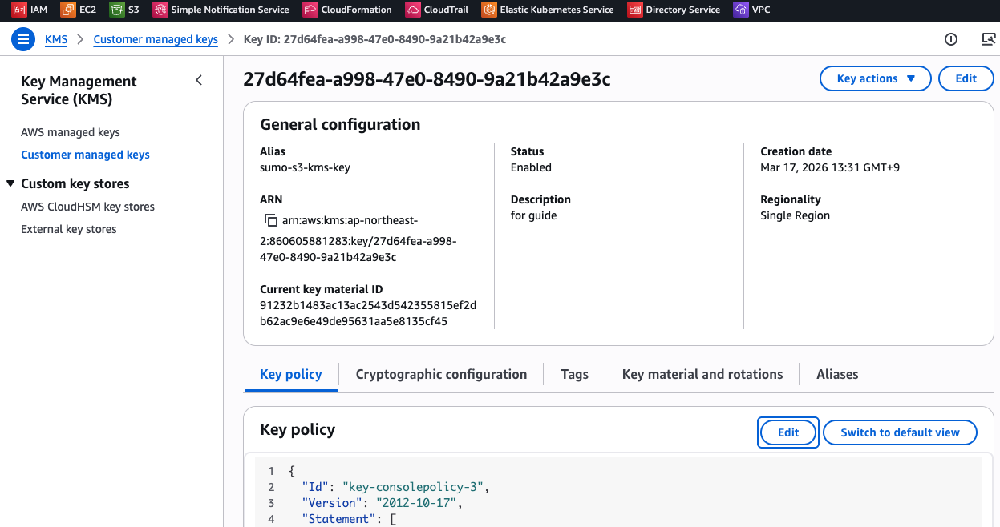 IAM EC2 S3 Simple Notification Service CloudFormation CloudTrail Elastic Kubernetes Service Directory Service VPC
KMS > Customer managed keys > Key ID: 27d64fea-a998-47e0-8490-9a21b42a9e3c
Key Management
Service (KMS)
AWS managed keys
Customer managed keys
Custom key stores
AWS CloudHSM key stores
External key stores
27d64fea-a998-47e0-8490-9a21b42a9e3c
Key actions
Edit
General configuration
Alias
sumo-s3-kms-key
ARN
arn:aws:kms:ap-northeast-
2:860605881283:key/27d64fea-a998-
47e0-8490-9a21b42a9e3c
Current key material ID
91232b1483ac13ac2543d542355815ef2d
b62ac9e6e49de95631aa5e8135cf45
Status
Enabled
Description
for guide
Creation date
Mar 17, 2026 13:31 GMT+9
Regionality
Single Region
Key policy
Cryptographic configuration
Tags
Key material and rotations
Aliases
Key policy
Edit
Switch to default view
1 {
2 "Id": "key-consolepolicy-3",
3 "Version": "2012-10-17",
4 "Statement": [